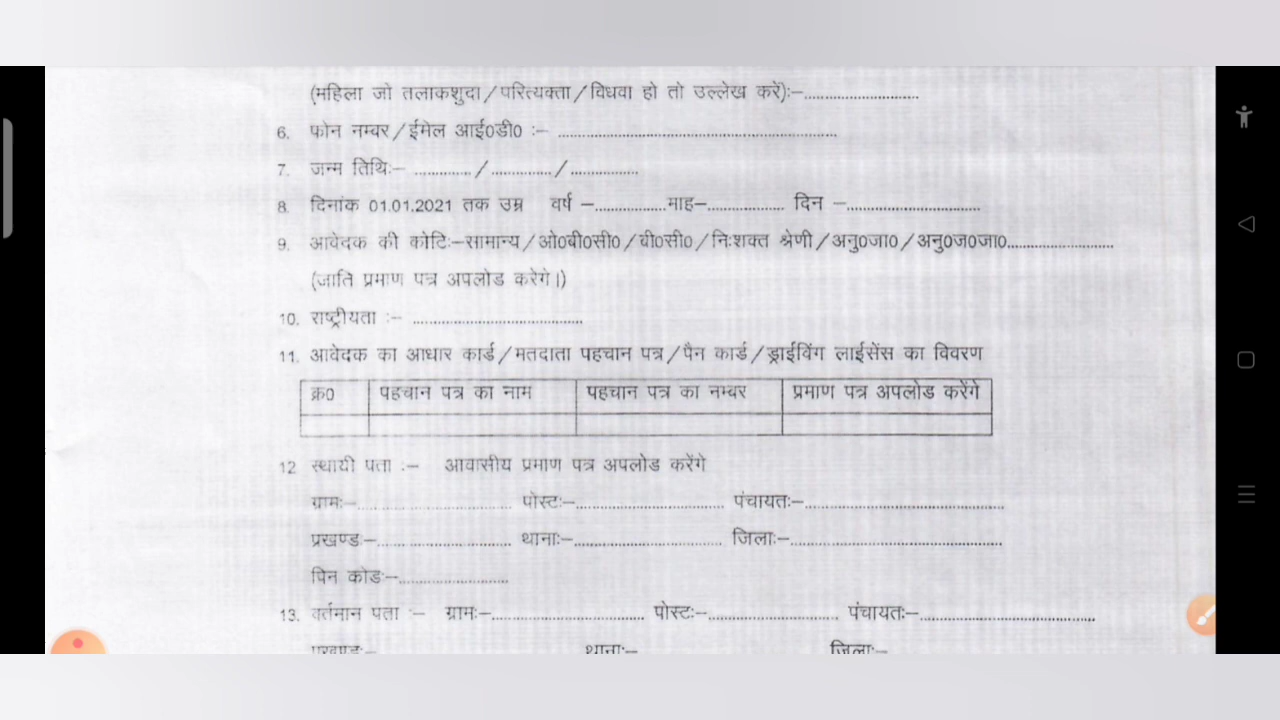 (महिला जो तलाकशुदा/परित्यक्ता/विधवा हो तो उल्लेख करें):–...........................
6. फोन नम्बर/ईमेल आई0डी0 :– ................................................................
7. जन्म तिथिः– ............./............../................
8. दिनांक 01.01.2021 तक उम्र वर्ष –................माह–.................. दिन –...............................
9. आवेदक की कोटिः–सामान्य/ओ0बी0सी0/बी0सी0/निःशक्त श्रेणी/अनु0जा0/अनु0ज0जा0........................
(जाति प्रमाण पत्र अपलोड करेगे।)
10. राष्ट्रीयता :– .......................................
11. आवेदक का आधार कार्ड/मतदाता पहचान पत्र/पैन कार्ड/ड्राईविंग लाईसेंस का विवरण
क्र0 पहचान पत्र का नाम पहचान पत्र का नम्बर प्रमाण पत्र अपलोड करेंगे
12 स्थायी पता :– आवासीय प्रमाण पत्र अपलोड करेंगे
ग्रामः–................................... पोस्टः–.................................. पंचायतः–..............................................
प्रखण्डः–............................... थानाः–.................................. जिलाः–.................................................
पिन कोडः–.........................
13. वर्तमान पता :– ग्रामः–................................... पोस्टः–.............................. पंचायतः–........................................
प्रखण्डः– थानाः– जिलाः–